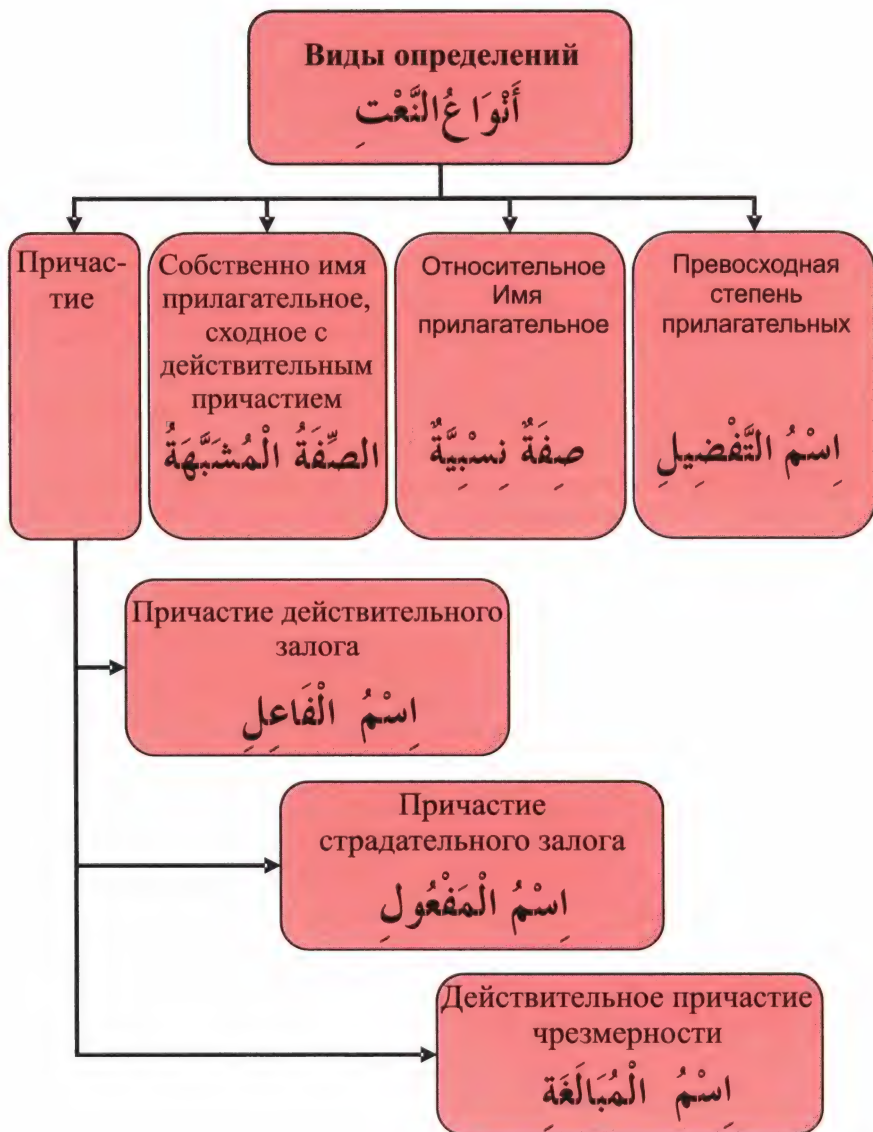 Виды определений
أَنْوَاعُ النَّعْتِ
Причас-
тие
Собственно имя
прилагательное,
сходное с
действительным
причастием
الصِّفَةُ الْمُشَبَّهَةُ
Относительное
Имя
прилагательное
صِفَةٌ نِسْبِيَّةٌ
Превосходная
степень
прилагательных
اِسْمُ التَّفْضِيلِ
Причастие действительного
залога
اِسْمُ الْفَاعِلِ
Причастие
страдательного залога
اِسْمُ الْمَفْعُولِ
Действительное причастие
чрезмерности
اِسْمُ الْمُبَالَغَةِ